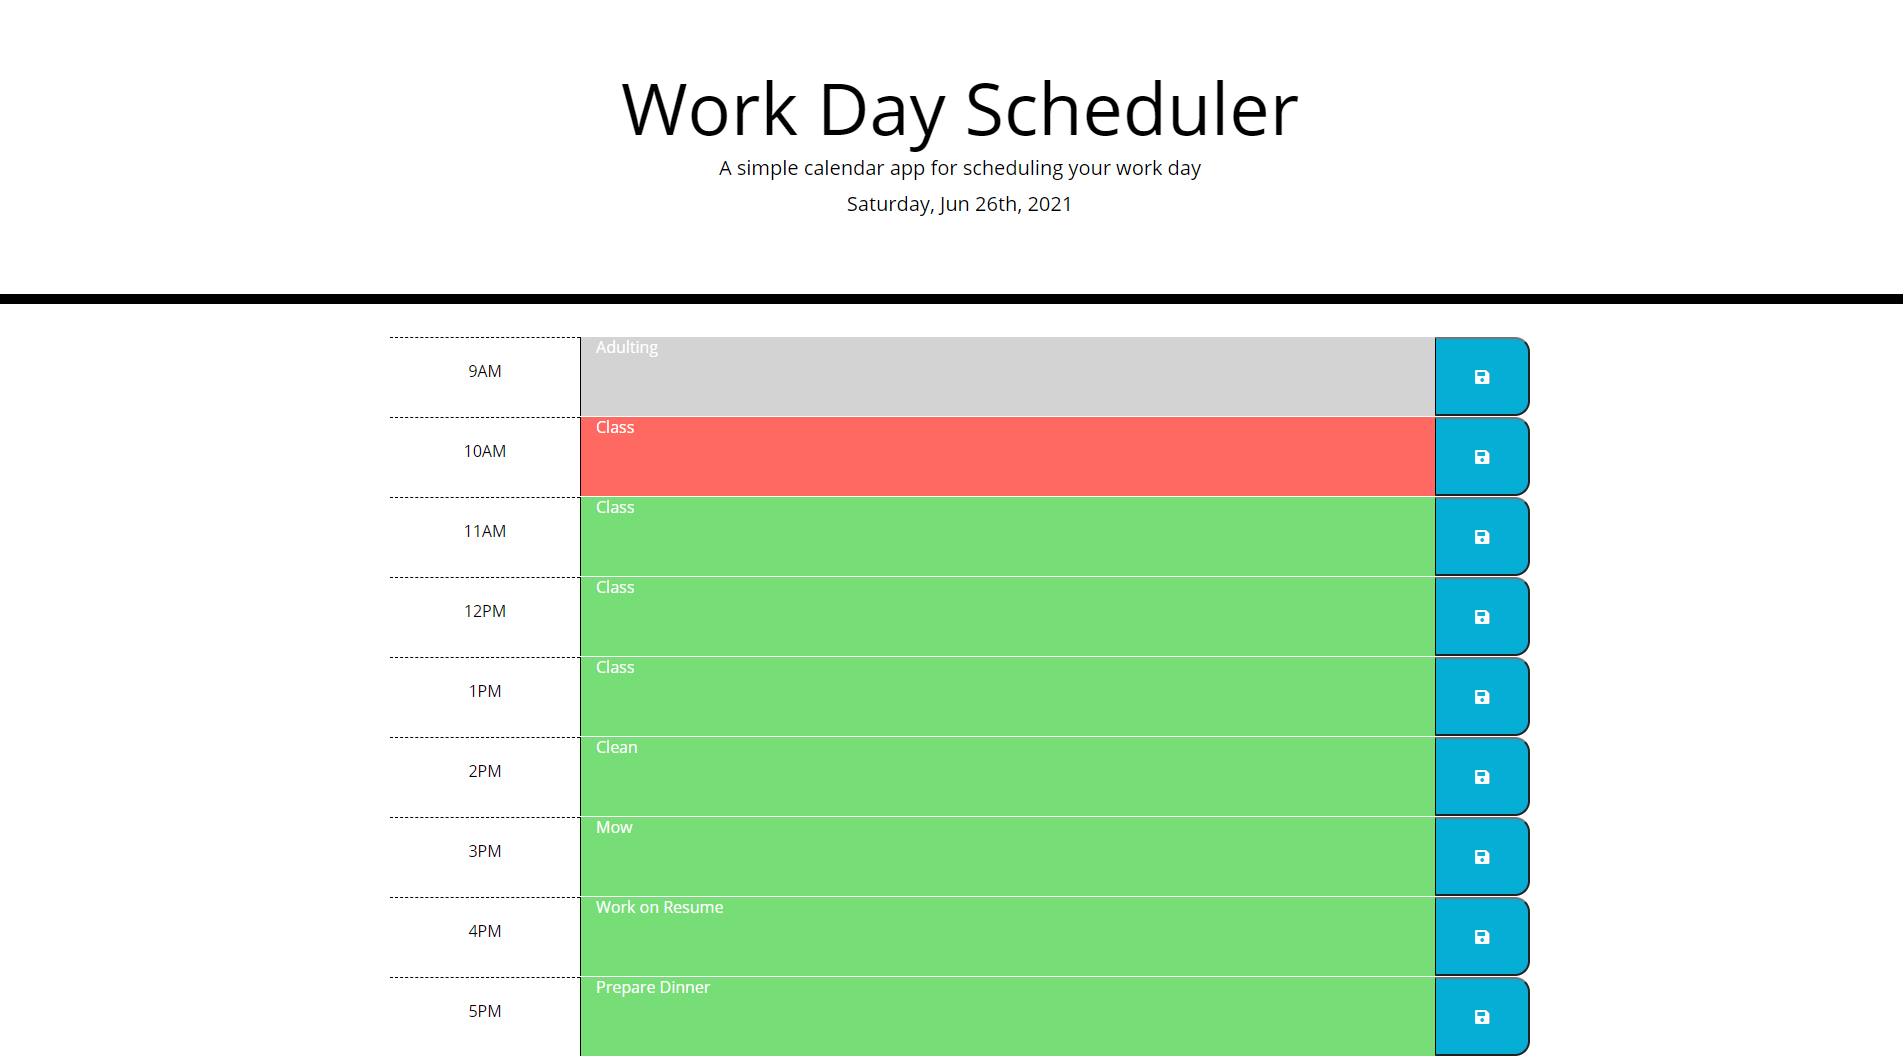 Work Day Scheduler
A simple calendar app for scheduling your work day
Saturday, Jun 26th, 2021
9AM Adulting
10AM Class
11AM Class
12PM Class
1PM Class
2PM Clean
3PM Mow
4PM Work on Resume
5PM Prepare Dinner